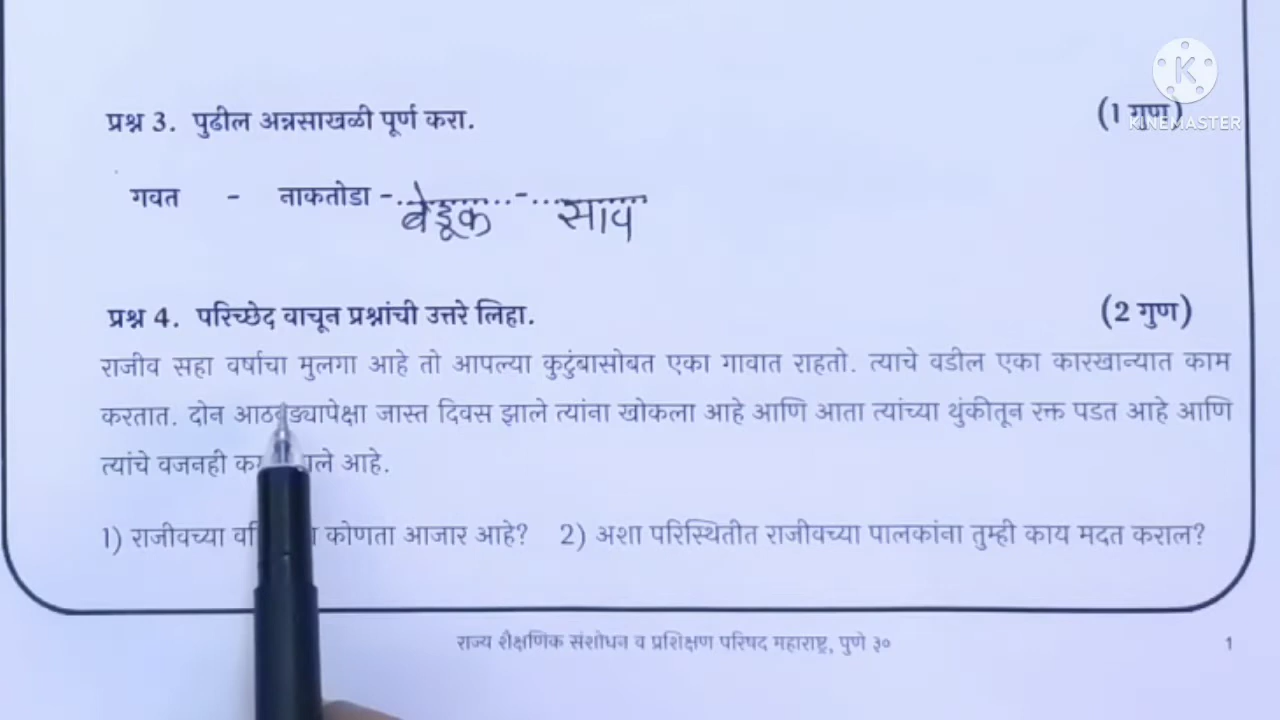 K
KINEMASTER
प्रश्न 3. पुढील अन्नसाखळी पूर्ण करा. (1 गुण)
गवत - नाकतोडा - बेडूक - साप
प्रश्न 4. परिच्छेद वाचून प्रश्नांची उत्तरे लिहा. (2 गुण)
राजीव सहा वर्षाचा मुलगा आहे तो आपल्या कुटुंबासोबत एका गावात राहतो. त्याचे वडील एका कारखान्यात काम
करतात. दोन आठवड्यापेक्षा जास्त दिवस झाले त्यांना खोकला आहे आणि आता त्यांच्या थुंकीतून रक्त पडत आहे आणि
त्यांचे वजनही आहे.
1) राजीवच्या कोणता आजार आहे? 2) अशा परिस्थितीत राजीवच्या पालकांना तुम्ही काय मदत कराल?
राज्य शैक्षणिक संशोधन व प्रशिक्षण परिषद महाराष्ट्र, पुणे ३० 1